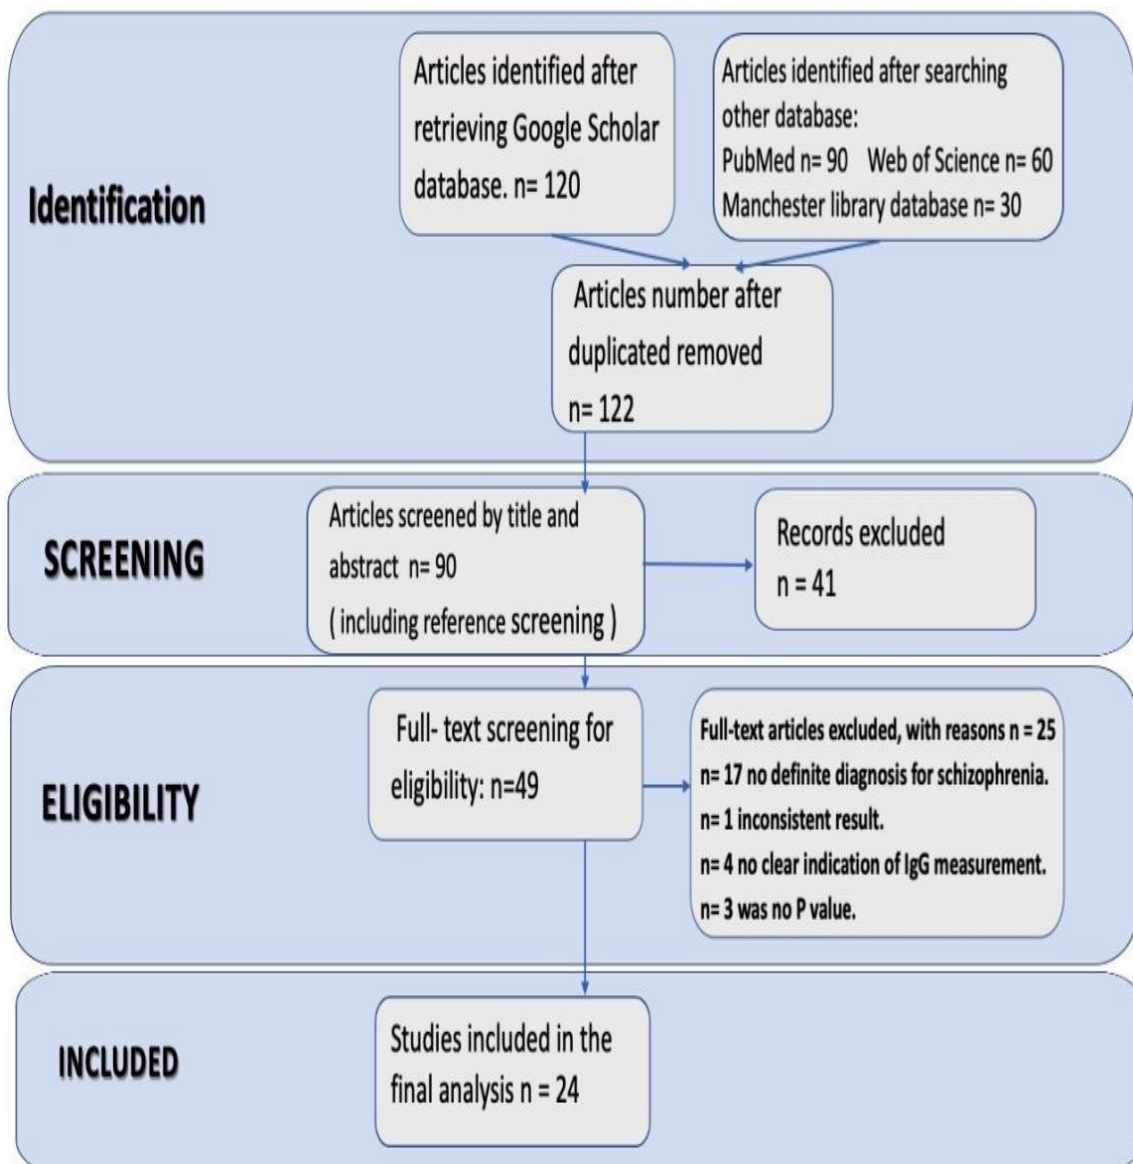 Identification
Articles identified after
retrieving Google Scholar
database. n= 120
Articles identified after searching
other database:
PubMed n= 90 Web of Science n= 60
Manchester library database n= 30
Articles number after
duplicated removed
n= 122
SCREENING
Articles screened by title and
abstract n= 90
( including reference screening )
Records excluded
n = 41
ELIGIBILITY
Full- text screening for
eligibility: n=49
Full-text articles excluded, with reasons n = 25
n= 17 no definite diagnosis for schizophrenia.
n= 1 inconsistent result.
n= 4 no clear indication of IgG measurement.
n= 3 was no P value.
INCLUDED
Studies included in the
final analysis n = 24